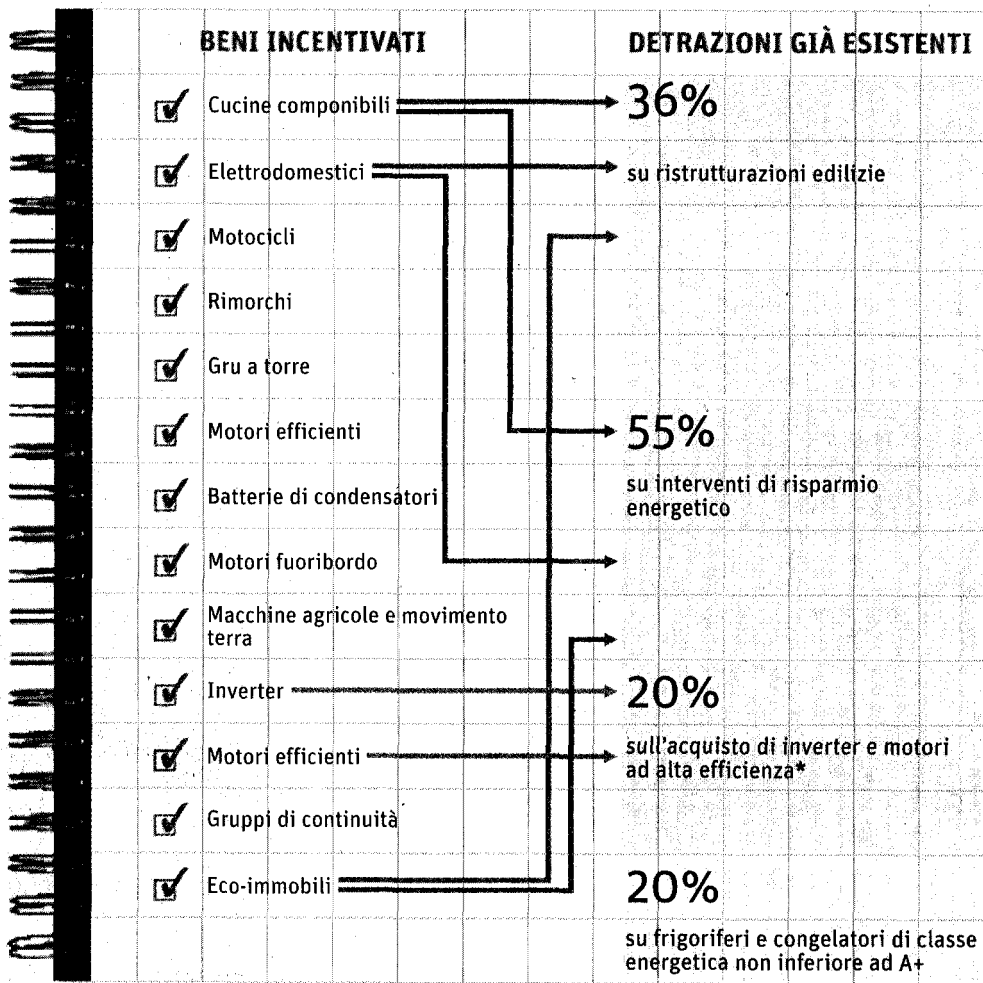 BENI INCENTIVATI
Cucine componibili
Elettrodomestici
Motocicli
Rimorchi
Gru a torre
Motori efficienti
Batterie di condensatori
Motori fuoribordo
Macchine agricole e movimento
terra
Inverter
Motori efficienti
Gruppi di continuità
Eco-immobili
DETRAZIONI GIÀ ESISTENTI
36%
su ristrutturazioni edilizie
55%
su interventi di risparmio
energetico
20%
sull'acquisto di inverter e motori
ad alta efficienza*
20%
su frigoriferi e congelatori di classe
energetica non inferiore ad A+